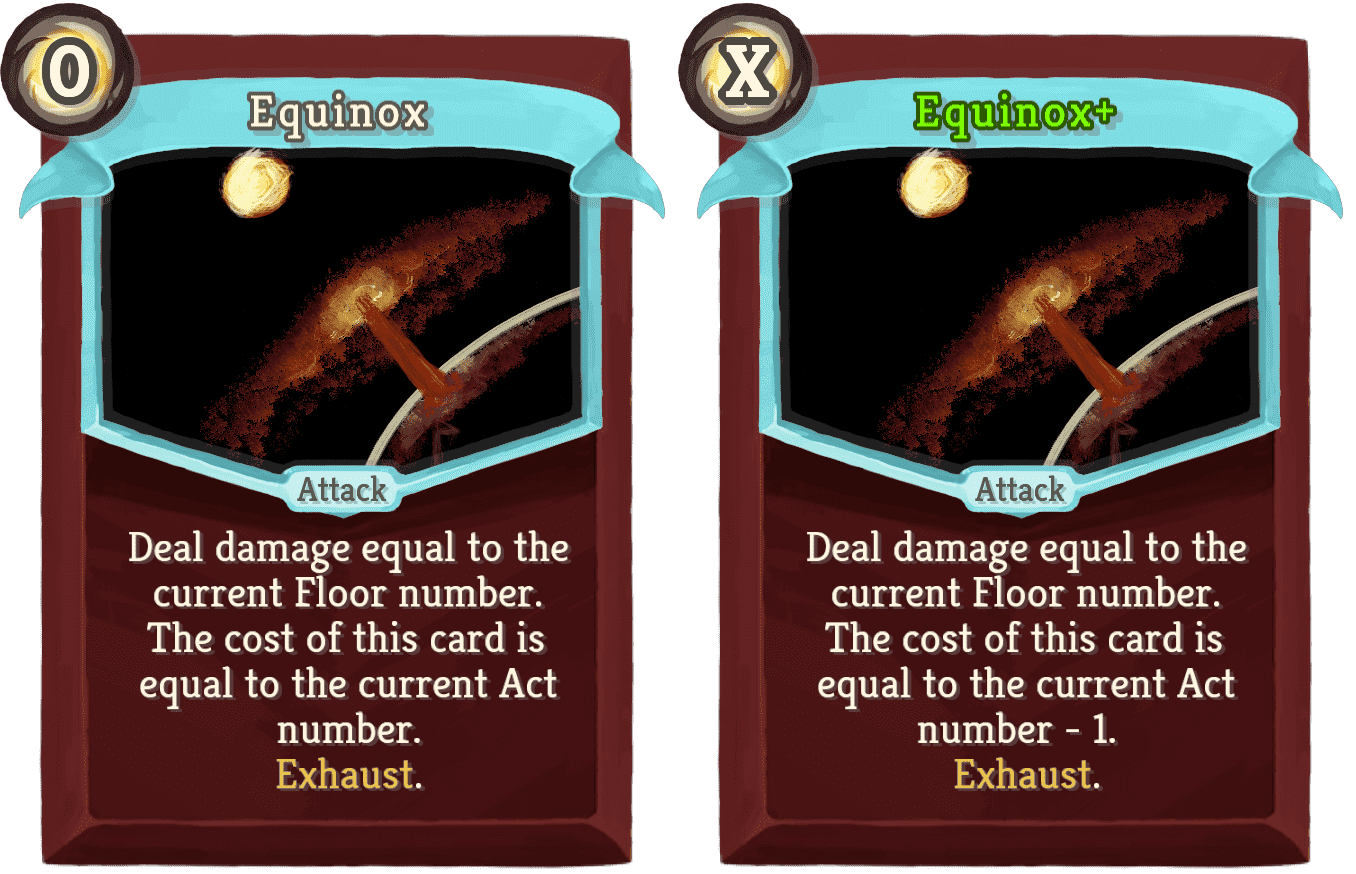 0
Equinox
Attack
Deal damage equal to the
current Floor number.
The cost of this card is
equal to the current Act
number.
Exhaust.
X
Equinox+
Attack
Deal damage equal to the
current Floor number.
The cost of this card is
equal to the current Act
number - 1.
Exhaust.